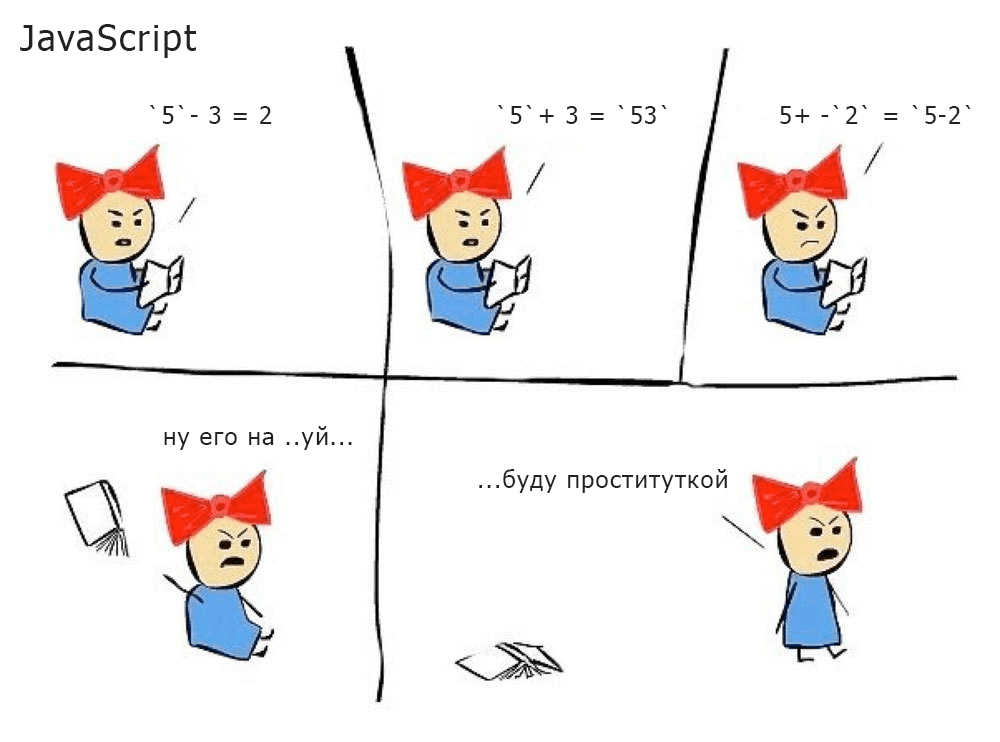 JavaScript
`5`- 3 = 2
`5`+ 3 = `53`
5+ -`2` = `5-2`
ну его на ..уй...
...буду проституткой